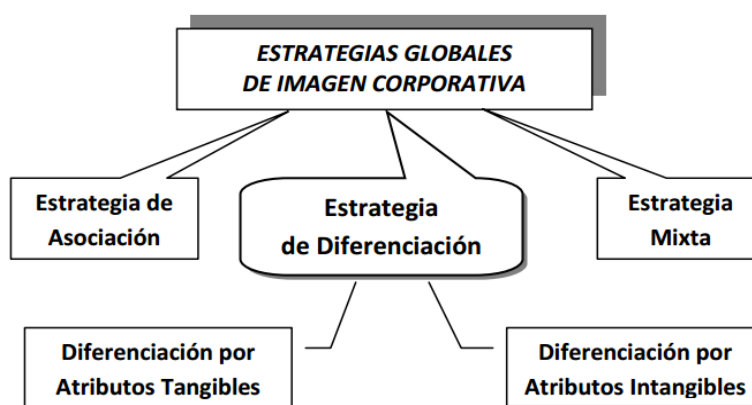 ESTRATEGIAS GLOBALES
DE IMAGEN CORPORATIVA
Estrategia de
Asociación
Estrategia
de Diferenciación
Estrategia
Mixta
Diferenciación por
Atributos Tangibles
Diferenciación por
Atributos Intangibles